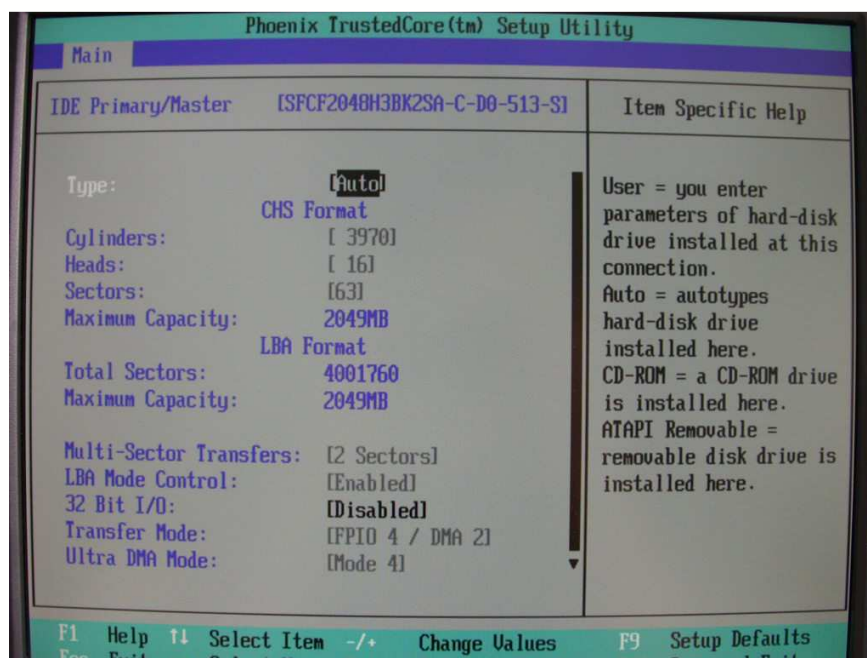 Phoenix TrustedCore(tm) Setup Utility
Main
IDE Primary/Master [SFCF2048H3BK2SA-C-D0-513-S]
Item Specific Help
Type: [Auto]
CHS Format
Cylinders: [ 3970]
Heads: [ 16]
Sectors: [63]
Maximum Capacity: 2049MB
LBA Format
Total Sectors: 4001760
Maximum Capacity: 2049MB
Multi-Sector Transfers: [2 Sectors]
LBA Mode Control: [Enabled]
32 Bit I/O: [Disabled]
Transfer Mode: [FPIO 4 / DMA 2]
Ultra DMA Mode: [Mode 4]
User = you enter
parameters of hard-disk
drive installed at this
connection.
Auto = autotypes
hard-disk drive
installed here.
CD-ROM = a CD-ROM drive
is installed here.
ATAPI Removable =
removable disk drive is
installed here.
F1 Help ↑↓ Select Item -/+ Change Values F9 Setup Defaults